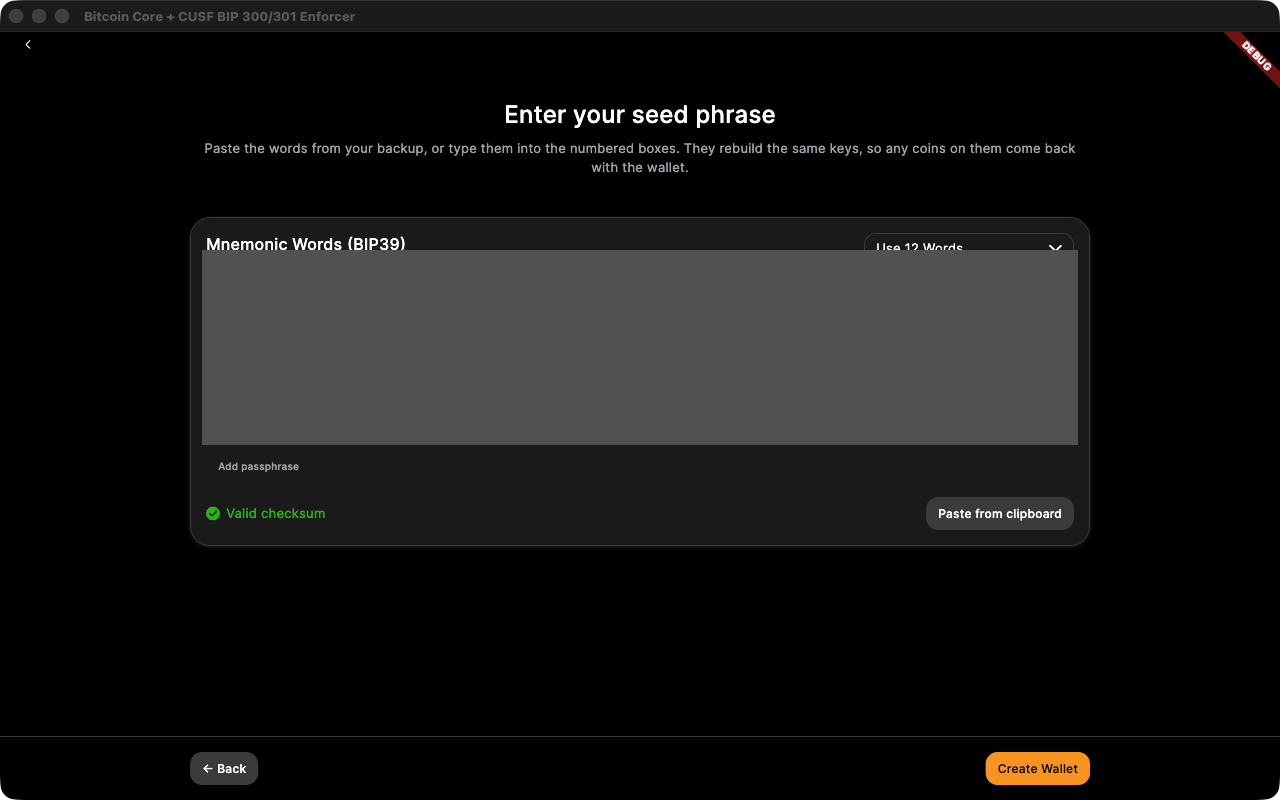 Bitcoin Core + CUSF BIP 300/301 Enforcer
DEBUG
Enter your seed phrase
Paste the words from your backup, or type them into the numbered boxes. They rebuild the same keys, so any coins on them come back
with the wallet.
Mnemonic Words (BIP39)
Use 12 Words
Add passphrase
Valid checksum
Paste from clipboard
← Back
Create Wallet